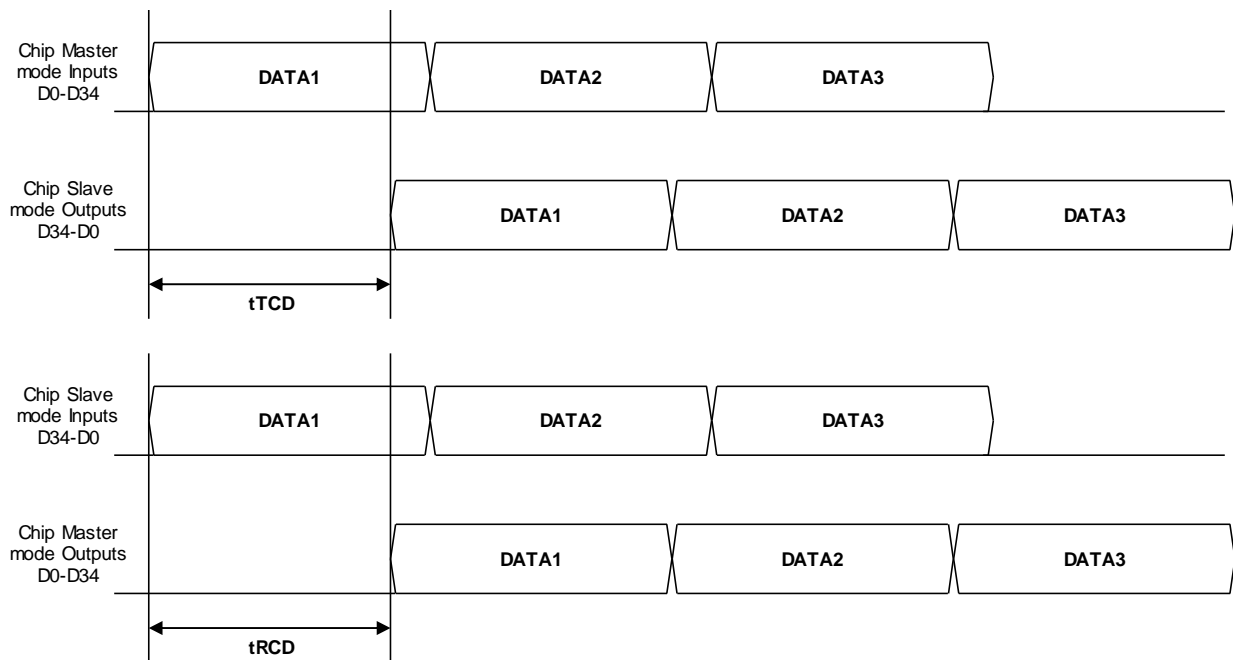 Chip Master
mode Inputs
D0-D34
DATA1
DATA2
DATA3
Chip Slave
mode Outputs
D34-D0
DATA1
DATA2
DATA3
tTCD
Chip Slave
mode Inputs
D34-D0
DATA1
DATA2
DATA3
Chip Master
mode Outputs
D0-D34
DATA1
DATA2
DATA3
tRCD